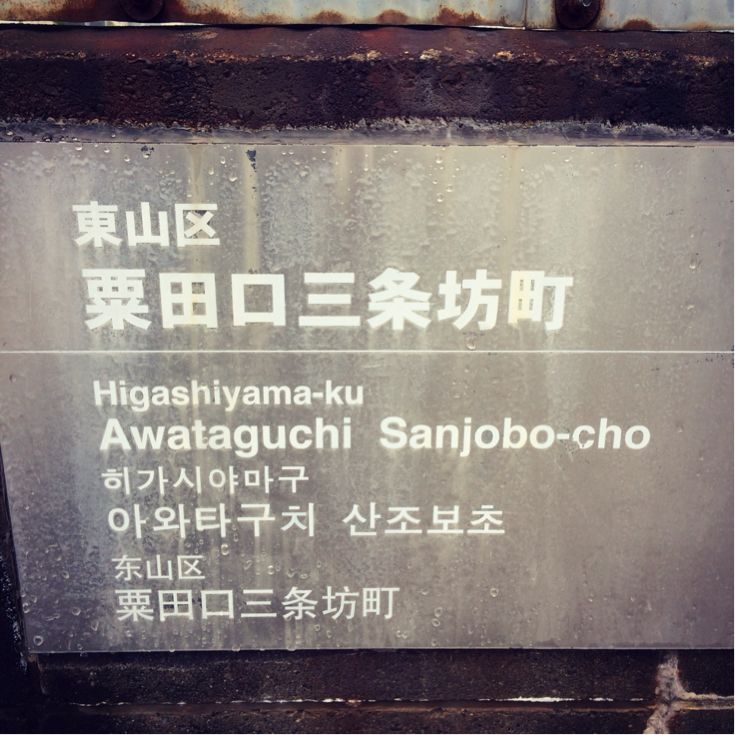 東山区
粟田口三条坊町
Higashiyama-ku
Awataguchi Sanjobo-cho
히가시야마구
아와타구치 산조보초
东山区
粟田口三条坊町